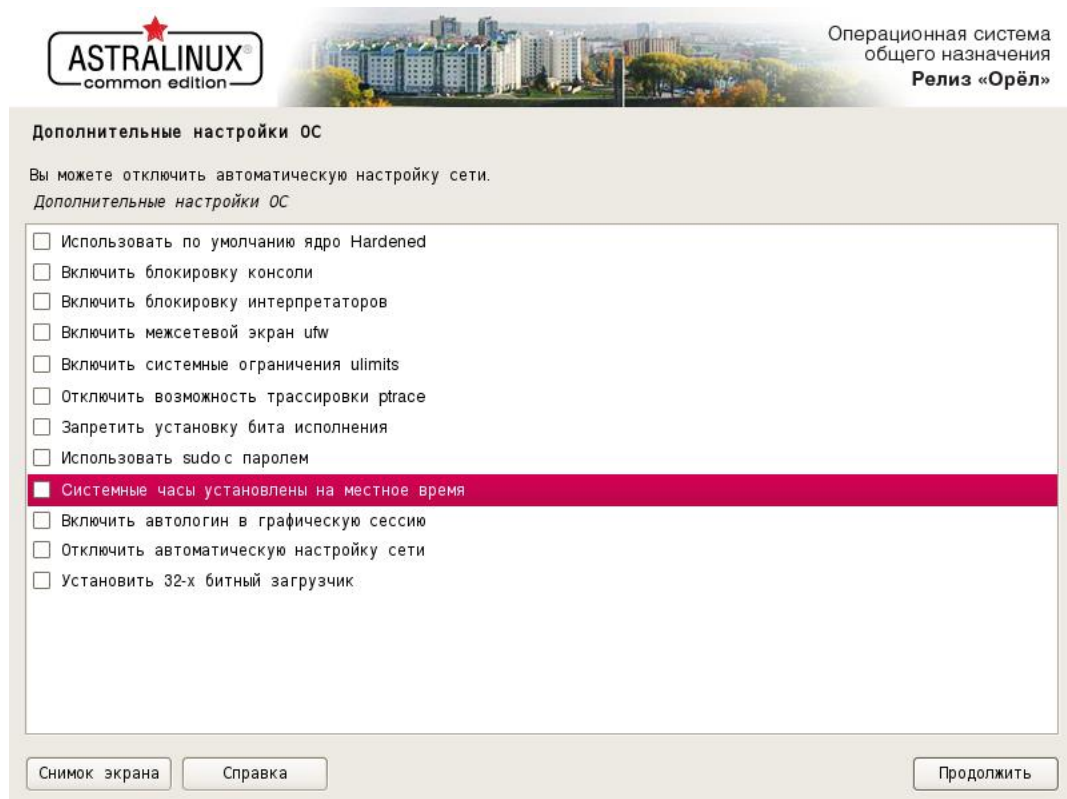 ASTRALINUX®
common edition
Операционная система
общего назначения
Релиз «Орёл»
Дополнительные настройки ОС
Вы можете отключить автоматическую настройку сети.
Дополнительные настройки ОС
Использовать по умолчанию ядро Hardened
Включить блокировку консоли
Включить блокировку интерпретаторов
Включить межсетевой экран ufw
Включить системные ограничения ulimits
Отключить возможность трассировки ptrace
Запретить установку бита исполнения
Использовать sudo с паролем
Системные часы установлены на местное время
Включить автологин в графическую сессию
Отключить автоматическую настройку сети
Установить 32-х битный загрузчик
Снимок экрана
Справка
Продолжить